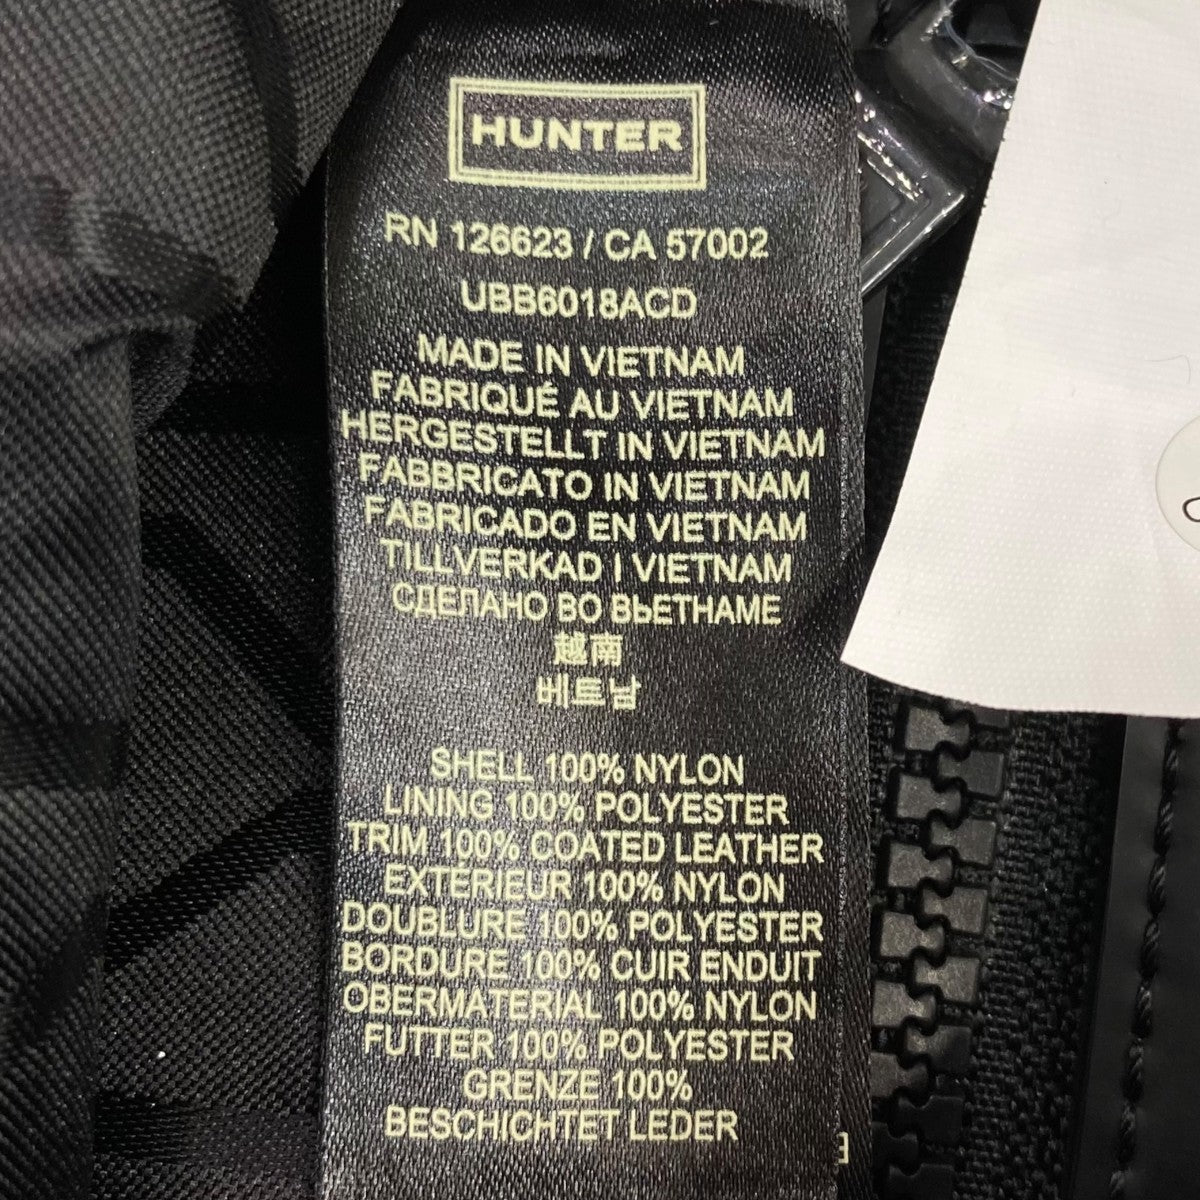 HUNTER
RN 126623 / CA 57002
UBB6018ACD
MADE IN VIETNAM
FABRIQUÉ AU VIETNAM
HERGESTELLT IN VIETNAM
FABBRICATO IN VIETNAM
FABRICADO EN VIETNAM
TILLVERKAD I VIETNAM
СДЕЛАНО ВО ВЬЕТНАМЕ
越南
베트남
SHELL 100% NYLON
LINING 100% POLYESTER
TRIM 100% COATED LEATHER
EXTERIEUR 100% NYLON
DOUBLURE 100% POLYESTER
BORDURE 100% CUIR ENDUIT
OBERMATERIAL 100% NYLON
FUTTER 100% POLYESTER
GRENZE 100%
BESCHICHTET LEDER